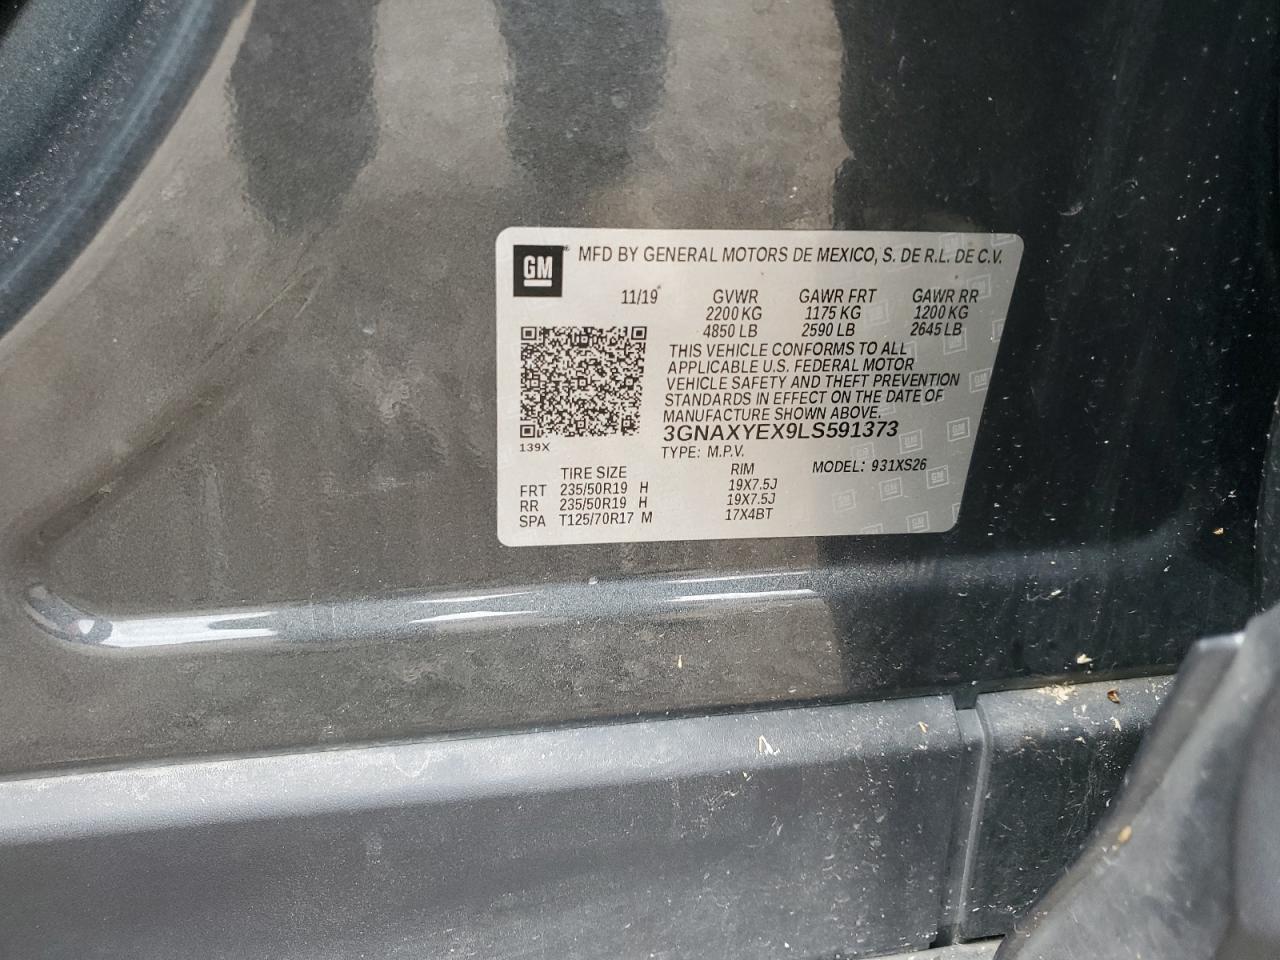 GM MFD BY GENERAL MOTORS DE MEXICO, S. DE R.L. DE C.V.
11/19 GVWR GAWR FRT GAWR RR
2200 KG 1175 KG 1200 KG
4850 LB 2590 LB 2645 LB
THIS VEHICLE CONFORMS TO ALL
APPLICABLE U.S. FEDERAL MOTOR
VEHICLE SAFETY AND THEFT PREVENTION
STANDARDS IN EFFECT ON THE DATE OF
MANUFACTURE SHOWN ABOVE.
3GNAXYEX9LS591373
139X
TYPE: M.P.V. MODEL: 931XS26
TIRE SIZE RIM
FRT 235/50R19 H 19X7.5J
RR 235/50R19 H 19X7.5J
SPA T125/70R17 M 17X4BT